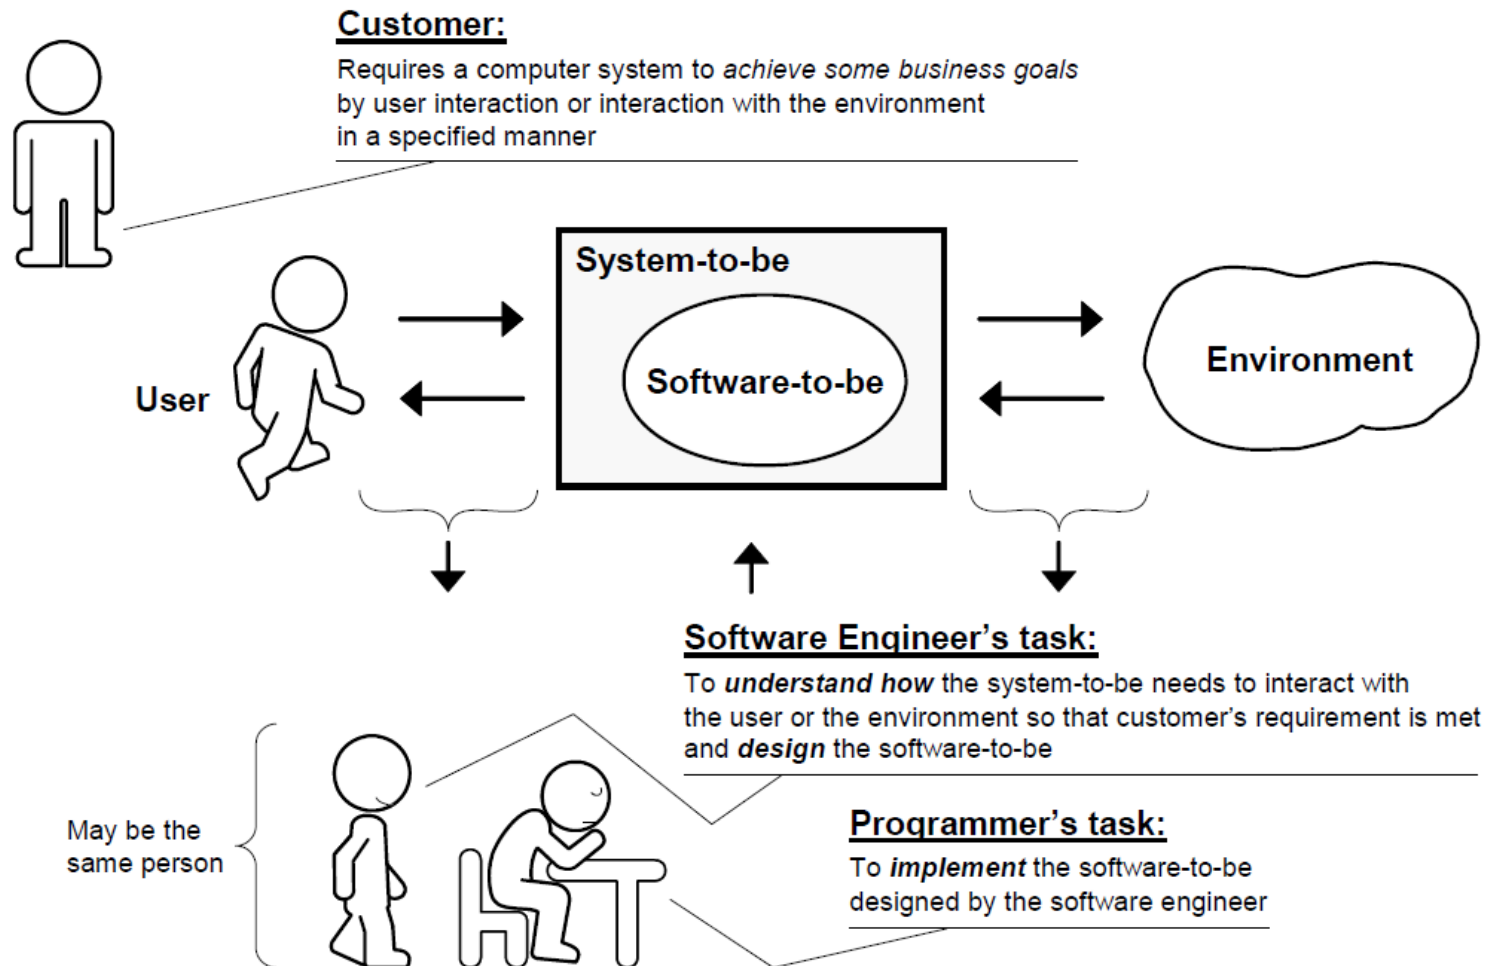 Customer:
Requires a computer system to achieve some business goals
by user interaction or interaction with the environment
in a specified manner
System-to-be
Software-to-be
User
Environment
Software Engineer's task:
To understand how the system-to-be needs to interact with
the user or the environment so that customer's requirement is met
and design the software-to-be
May be the
same person
Programmer's task:
To implement the software-to-be
designed by the software engineer